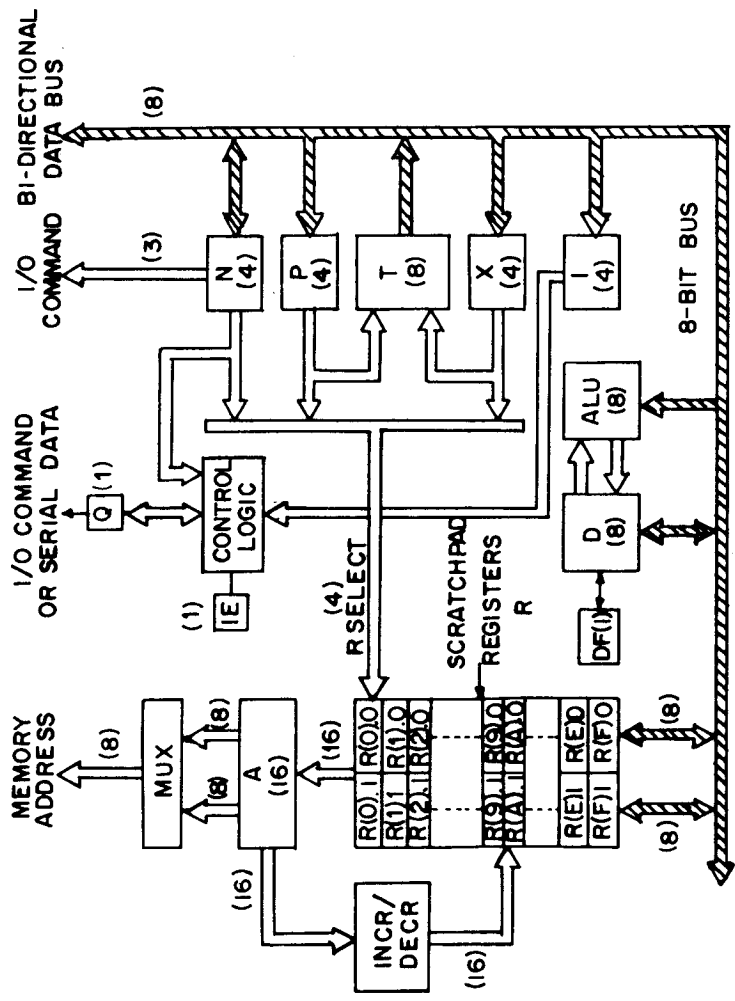 MEMORY
ADDRESS
I/O COMMAND
OR SERIAL DATA
I/O
COMMAND
BI-DIRECTIONAL
DATA BUS
(8)
(1)
(3)
(8)
MUX
Q
(8)
(8)
A
(16)
(1)
IE
CONTROL
LOGIC
N
(4)
P
(4)
T
(8)
X
(4)
I
(4)
(16)
(16)
(4)
R SELECT
INCR/
DECR
(16)
R(0).1
R(0).0
R(1).1
R(1).0
R(2).1
R(2).0
R(9).1
R(9).0
R(A).1
R(A).0
R(E).1
R(E).0
R(F).1
R(F).0
SCRATCHPAD
REGISTERS
R
DF(1)
D
(8)
ALU
(8)
(8)
(8)
8-BIT BUS